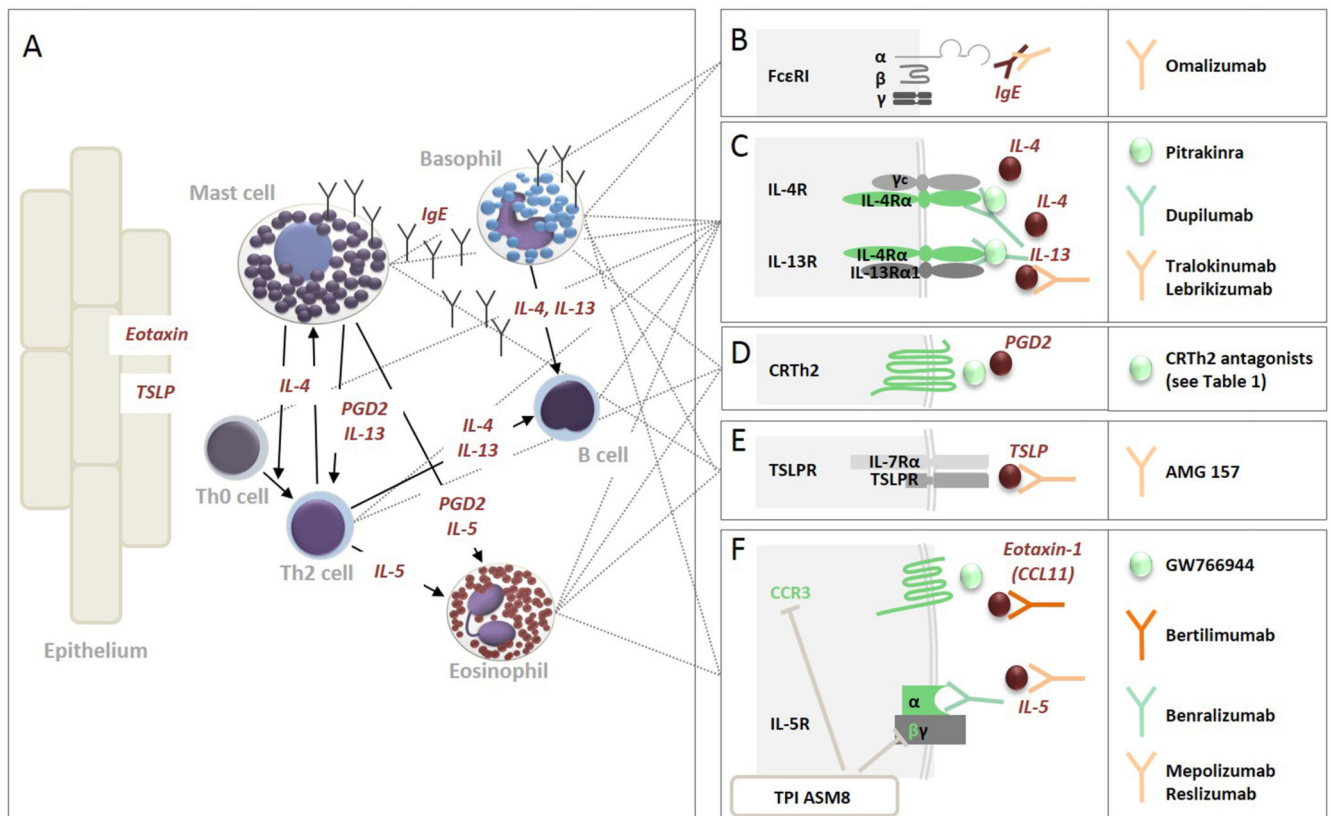 A
Basophil
Mast cell
IgE
IL-4, IL-13
Eotaxin
TSLP
IL-4
PGD2
IL-13
IL-4
IL-13
B cell
Th0 cell
PGD2
IL-5
Th2 cell
IL-5
Epithelium
Eosinophil
B
FcεRI
α
β
γ
IgE
Omalizumab
C
IL-4R
γc
IL-4Rα
IL-4
IL-4
IL-13R
IL-4Rα
IL-13Rα1
IL-13
Pitrakinra
Dupilumab
Tralokinumab
Lebrikizumab
D
CRTh2
PGD2
CRTh2 antagonists
(see Table 1)
E
TSLPR
IL-7Rα
TSLPR
TSLP
AMG 157
F
CCR3
Eotaxin-1
(CCL11)
IL-5R
α
βγ
IL-5
TPI ASM8
GW766944
Bertilimumab
Benralizumab
Mepolizumab
Reslizumab